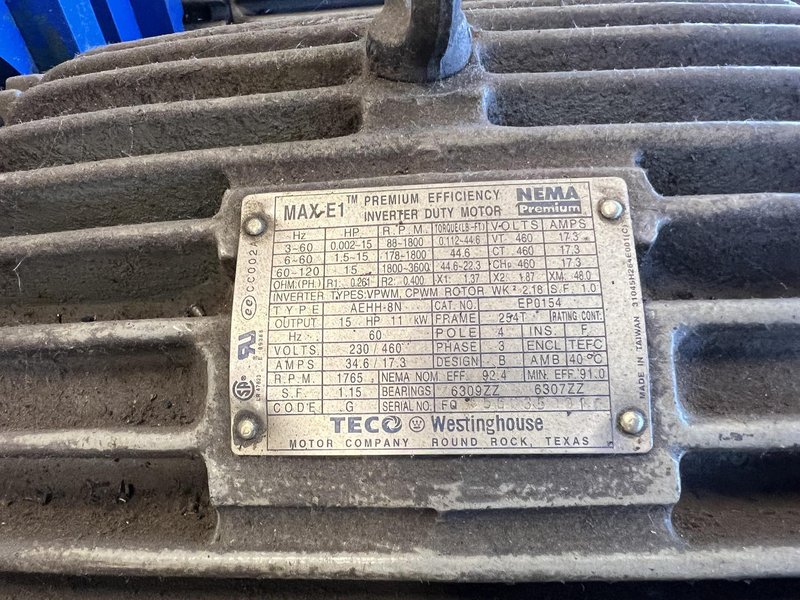 MAX-E1™ PREMIUM EFFICIENCY INVERTER DUTY MOTOR NEMA Premium
Hz HP R.P.M. TORQUE(LB-FT) VOLTS AMPS
3-60 0.002-15 88-1800 0.112-44.6 VT 460 17.3
6-60 1.5-15 178-1800 44.6 CT 460 17.3
60-120 15 1800-3600 44.6-22.3 CHP 460 17.3
OHM:(PH.) R1: 0.261 R2: 0.400 X1: 1.37 X2: 1.87 XM: 48.0
INVERTER TYPES:VPWM, CPWM ROTOR WK² 2.18 S.F. 1.0
TYPE AEHH-8N CAT NO. EP0154
OUTPUT 15 HP 11 kW FRAME 254T RATING CONT.
Hz 60 POLE 4 INS. F
VOLTS 230/460 PHASE 3 ENCL TEFC
AMPS 34.6/17.3 DESIGN B AMB 40°C
R.P.M. 1765 NEMA NOM. EFF. 92.4 MIN. EFF. 91.0
S.F. 1.15 BEARINGS 6309ZZ 6307ZZ
CODE G SERIAL NO. FQ
TECO Westinghouse
MOTOR COMPANY ROUND ROCK, TEXAS
ee CC002A
MADE IN TAIWAN